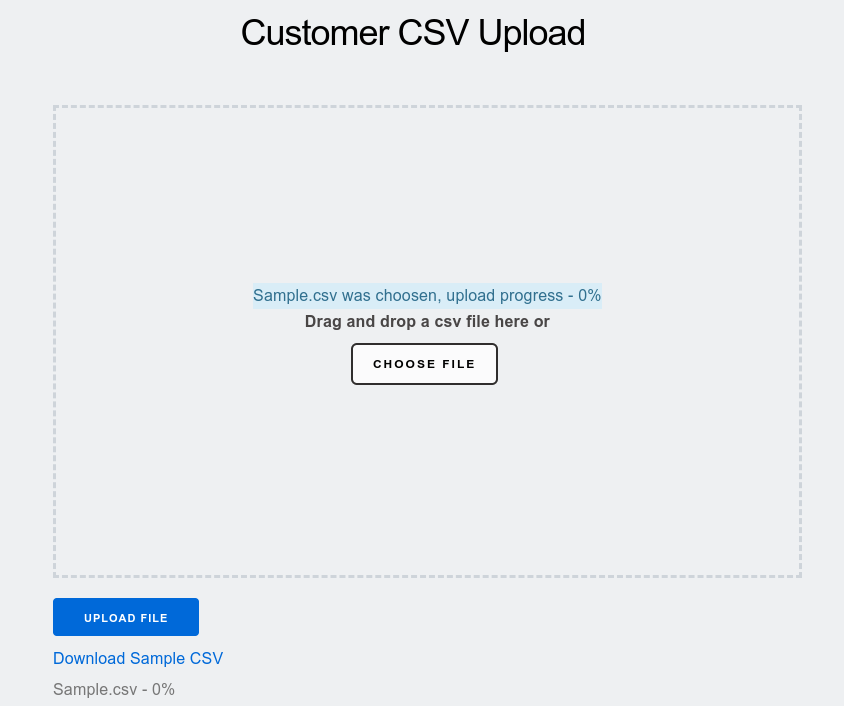 Customer CSV Upload
Sample.csv was choosen, upload progress - 0%
Drag and drop a csv file here or
CHOOSE FILE
UPLOAD FILE
Download Sample CSV
Sample.csv - 0%